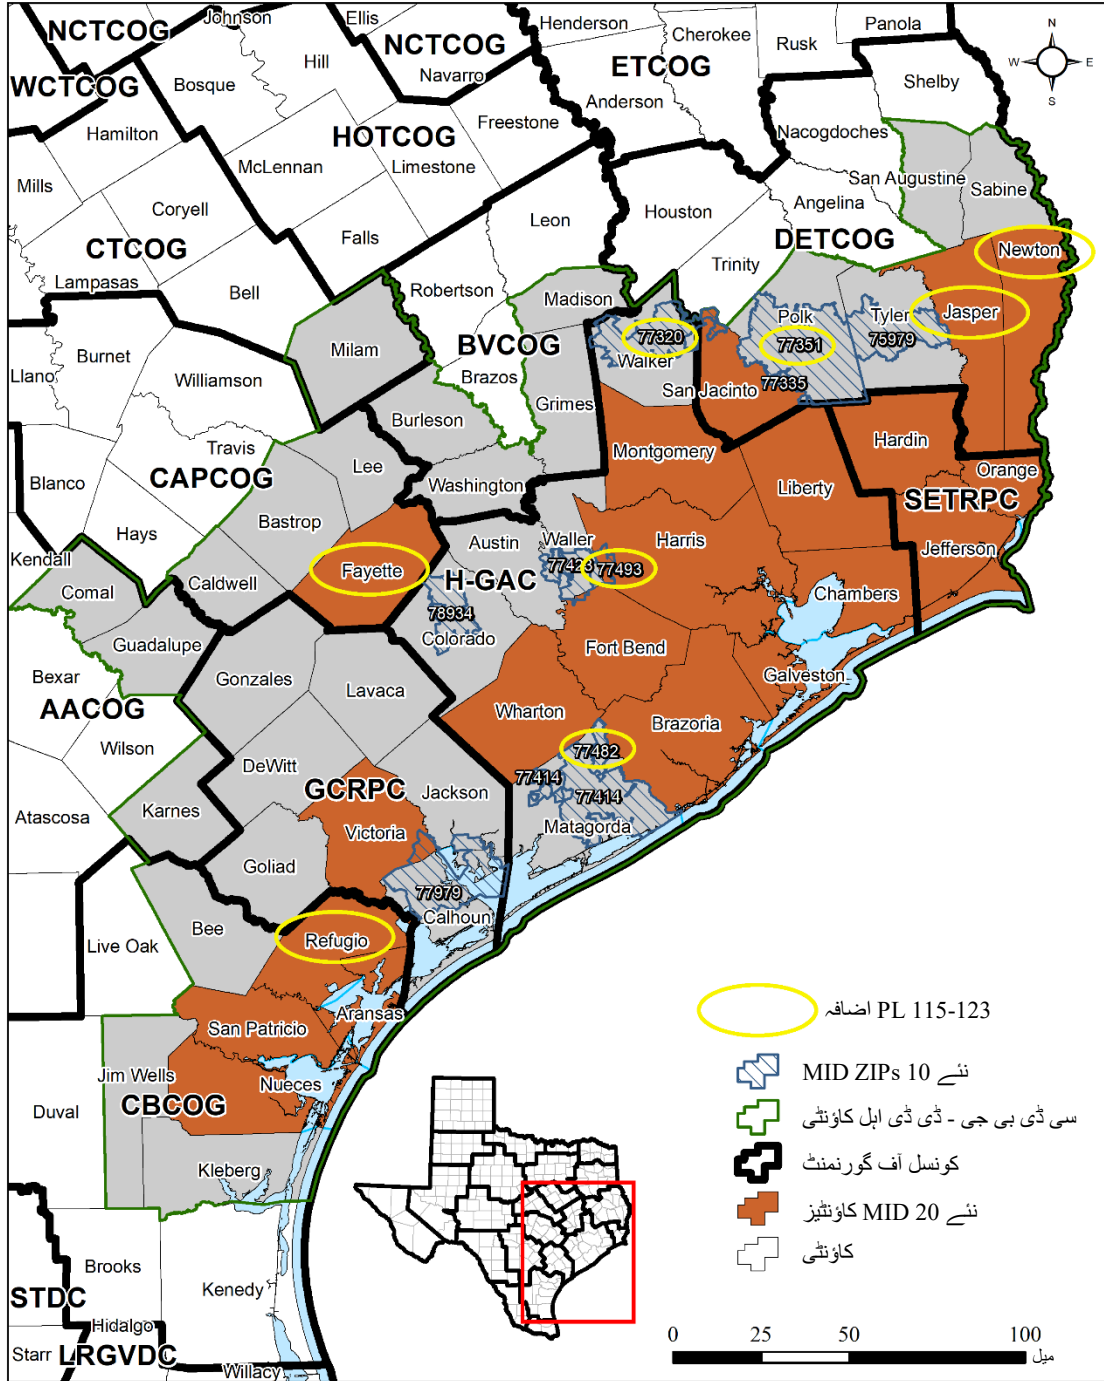 Johnson
Ellis
Henderson
Cherokee
Panola
Rusk
NCTCOG
NCTCOG
Hill
Navarro
ETCOG
Shelby
N
W
E
S
WCTCOG
Bosque
Anderson
Freestone
Nacogdoches
Hamilton
HOTCOG
McLennan
Limestone
San Augustine
Sabine
Mills
Coryell
Leon
Houston
Angelina
Falls
DETCOG
Newton
CTCOG
Lampasas
Bell
Robertson
Madison
Trinity
Jasper
Polk
Tyler
Burnet
Milam
BVCOG
77320
77351
75979
Llano
Williamson
Brazos
Walker
77335
San Jacinto
Grimes
Burleson
Travis
Montgomery
Hardin
Blanco
CAPCOG
Lee
Washington
Liberty
Orange
SETRPC
Hays
Bastrop
Austin
Waller
Harris
Jefferson
Kendall
Fayette
H-GAC
77423
77493
Comal
Caldwell
78934
Colorado
Chambers
Guadalupe
Fort Bend
Bexar
Gonzales
Lavaca
Galveston
AACOG
Wharton
Brazoria
Wilson
77482
DeWitt
77414
GCRPC
Jackson
77414
Karnes
Atascosa
Victoria
Matagorda
Goliad
77979
Calhoun
Bee
Live Oak
Refugio
Aransas
San Patricio
Jim Wells
Nueces
Duval
CBCOG
Kleberg
Brooks
Kenedy
STDC
Hidalgo
Starr
LRGVDC
Willacy
PL 115-123 اضافہ
نئے 10 MID ZIPs
سی ڈی بی جی - ڈی ڈی اہل کاؤنٹی
کونسل آف گورنمنٹ
نئے 20 MID کاؤنٹیز
کاؤنٹی
0 25 50 100
میل